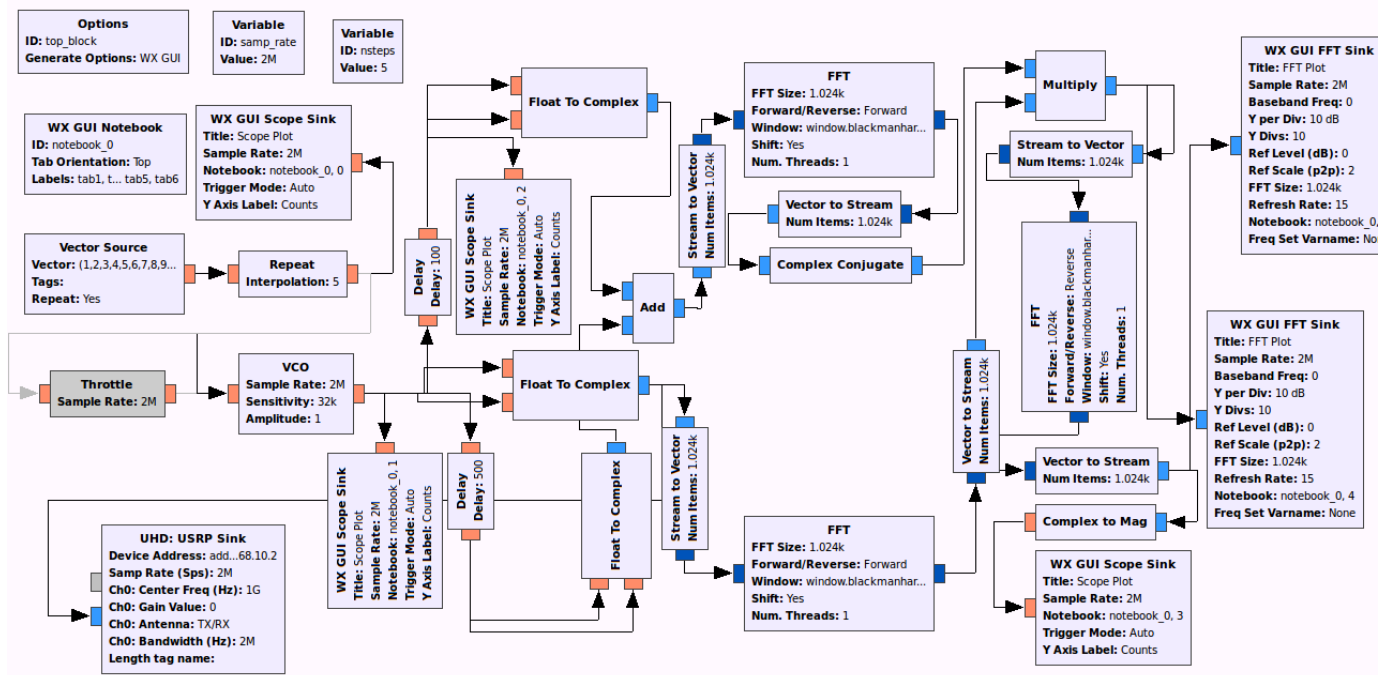 Options
ID: top_block
Generate Options: WX GUI
Variable
ID: samp_rate
Value: 2M
Variable
ID: nsteps
Value: 5
WX GUI Notebook
ID: notebook_0
Tab Orientation: Top
Labels: tab1, t... tab5, tab6
WX GUI Scope Sink
Title: Scope Plot
Sample Rate: 2M
Notebook: notebook_0, 0
Trigger Mode: Auto
Y Axis Label: Counts
Vector Source
Vector: (1,2,3,4,5,6,7,8,9...
Tags:
Repeat: Yes
Repeat
Interpolation: 5
Throttle
Sample Rate: 2M
VCO
Sample Rate: 2M
Sensitivity: 32k
Amplitude: 1
UHD: USRP Sink
Device Address: add...68.10.2
Samp Rate (Sps): 2M
Ch0: Center Freq (Hz): 1G
Ch0: Gain Value: 0
Ch0: Antenna: TX/RX
Ch0: Bandwidth (Hz): 2M
Length tag name:
WX GUI Scope Sink
Title: Scope Plot
Sample Rate: 2M
Notebook: notebook_0, 1
Trigger Mode: Auto
Y Axis Label: Counts
Delay
Delay: 100
WX GUI Scope Sink
Title: Scope Plot
Sample Rate: 2M
Notebook: notebook_0, 2
Trigger Mode: Auto
Y Axis Label: Counts
Delay
Delay: 500
Float To Complex
Float To Complex
Float To Complex
Add
Stream to Vector
Num Items: 1.024k
Stream to Vector
Num Items: 1.024k
FFT
FFT Size: 1.024k
Forward/Reverse: Forward
Window: window.blackmanhar...
Shift: Yes
Num. Threads: 1
Vector to Stream
Num Items: 1.024k
Complex Conjugate
FFT
FFT Size: 1.024k
Forward/Reverse: Forward
Window: window.blackmanhar...
Shift: Yes
Num. Threads: 1
Vector to Stream
Num Items: 1.024k
Multiply
Stream to Vector
Num Items: 1.024k
FFT
FFT Size: 1.024k
Forward/Reverse: Reverse
Window: window.blackmanhar...
Shift: Yes
Num. Threads: 1
Vector to Stream
Num Items: 1.024k
Complex to Mag
WX GUI Scope Sink
Title: Scope Plot
Sample Rate: 2M
Notebook: notebook_0, 3
Trigger Mode: Auto
Y Axis Label: Counts
WX GUI FFT Sink
Title: FFT Plot
Sample Rate: 2M
Baseband Freq: 0
Y per Div: 10 dB
Y Divs: 10
Ref Level (dB): 0
Ref Scale (p2p): 2
FFT Size: 1.024k
Refresh Rate: 15
Notebook: notebook_0,
Freq Set Varname: No
WX GUI FFT Sink
Title: FFT Plot
Sample Rate: 2M
Baseband Freq: 0
Y per Div: 10 dB
Y Divs: 10
Ref Level (dB): 0
Ref Scale (p2p): 2
FFT Size: 1.024k
Refresh Rate: 15
Notebook: notebook_0, 4
Freq Set Varname: None